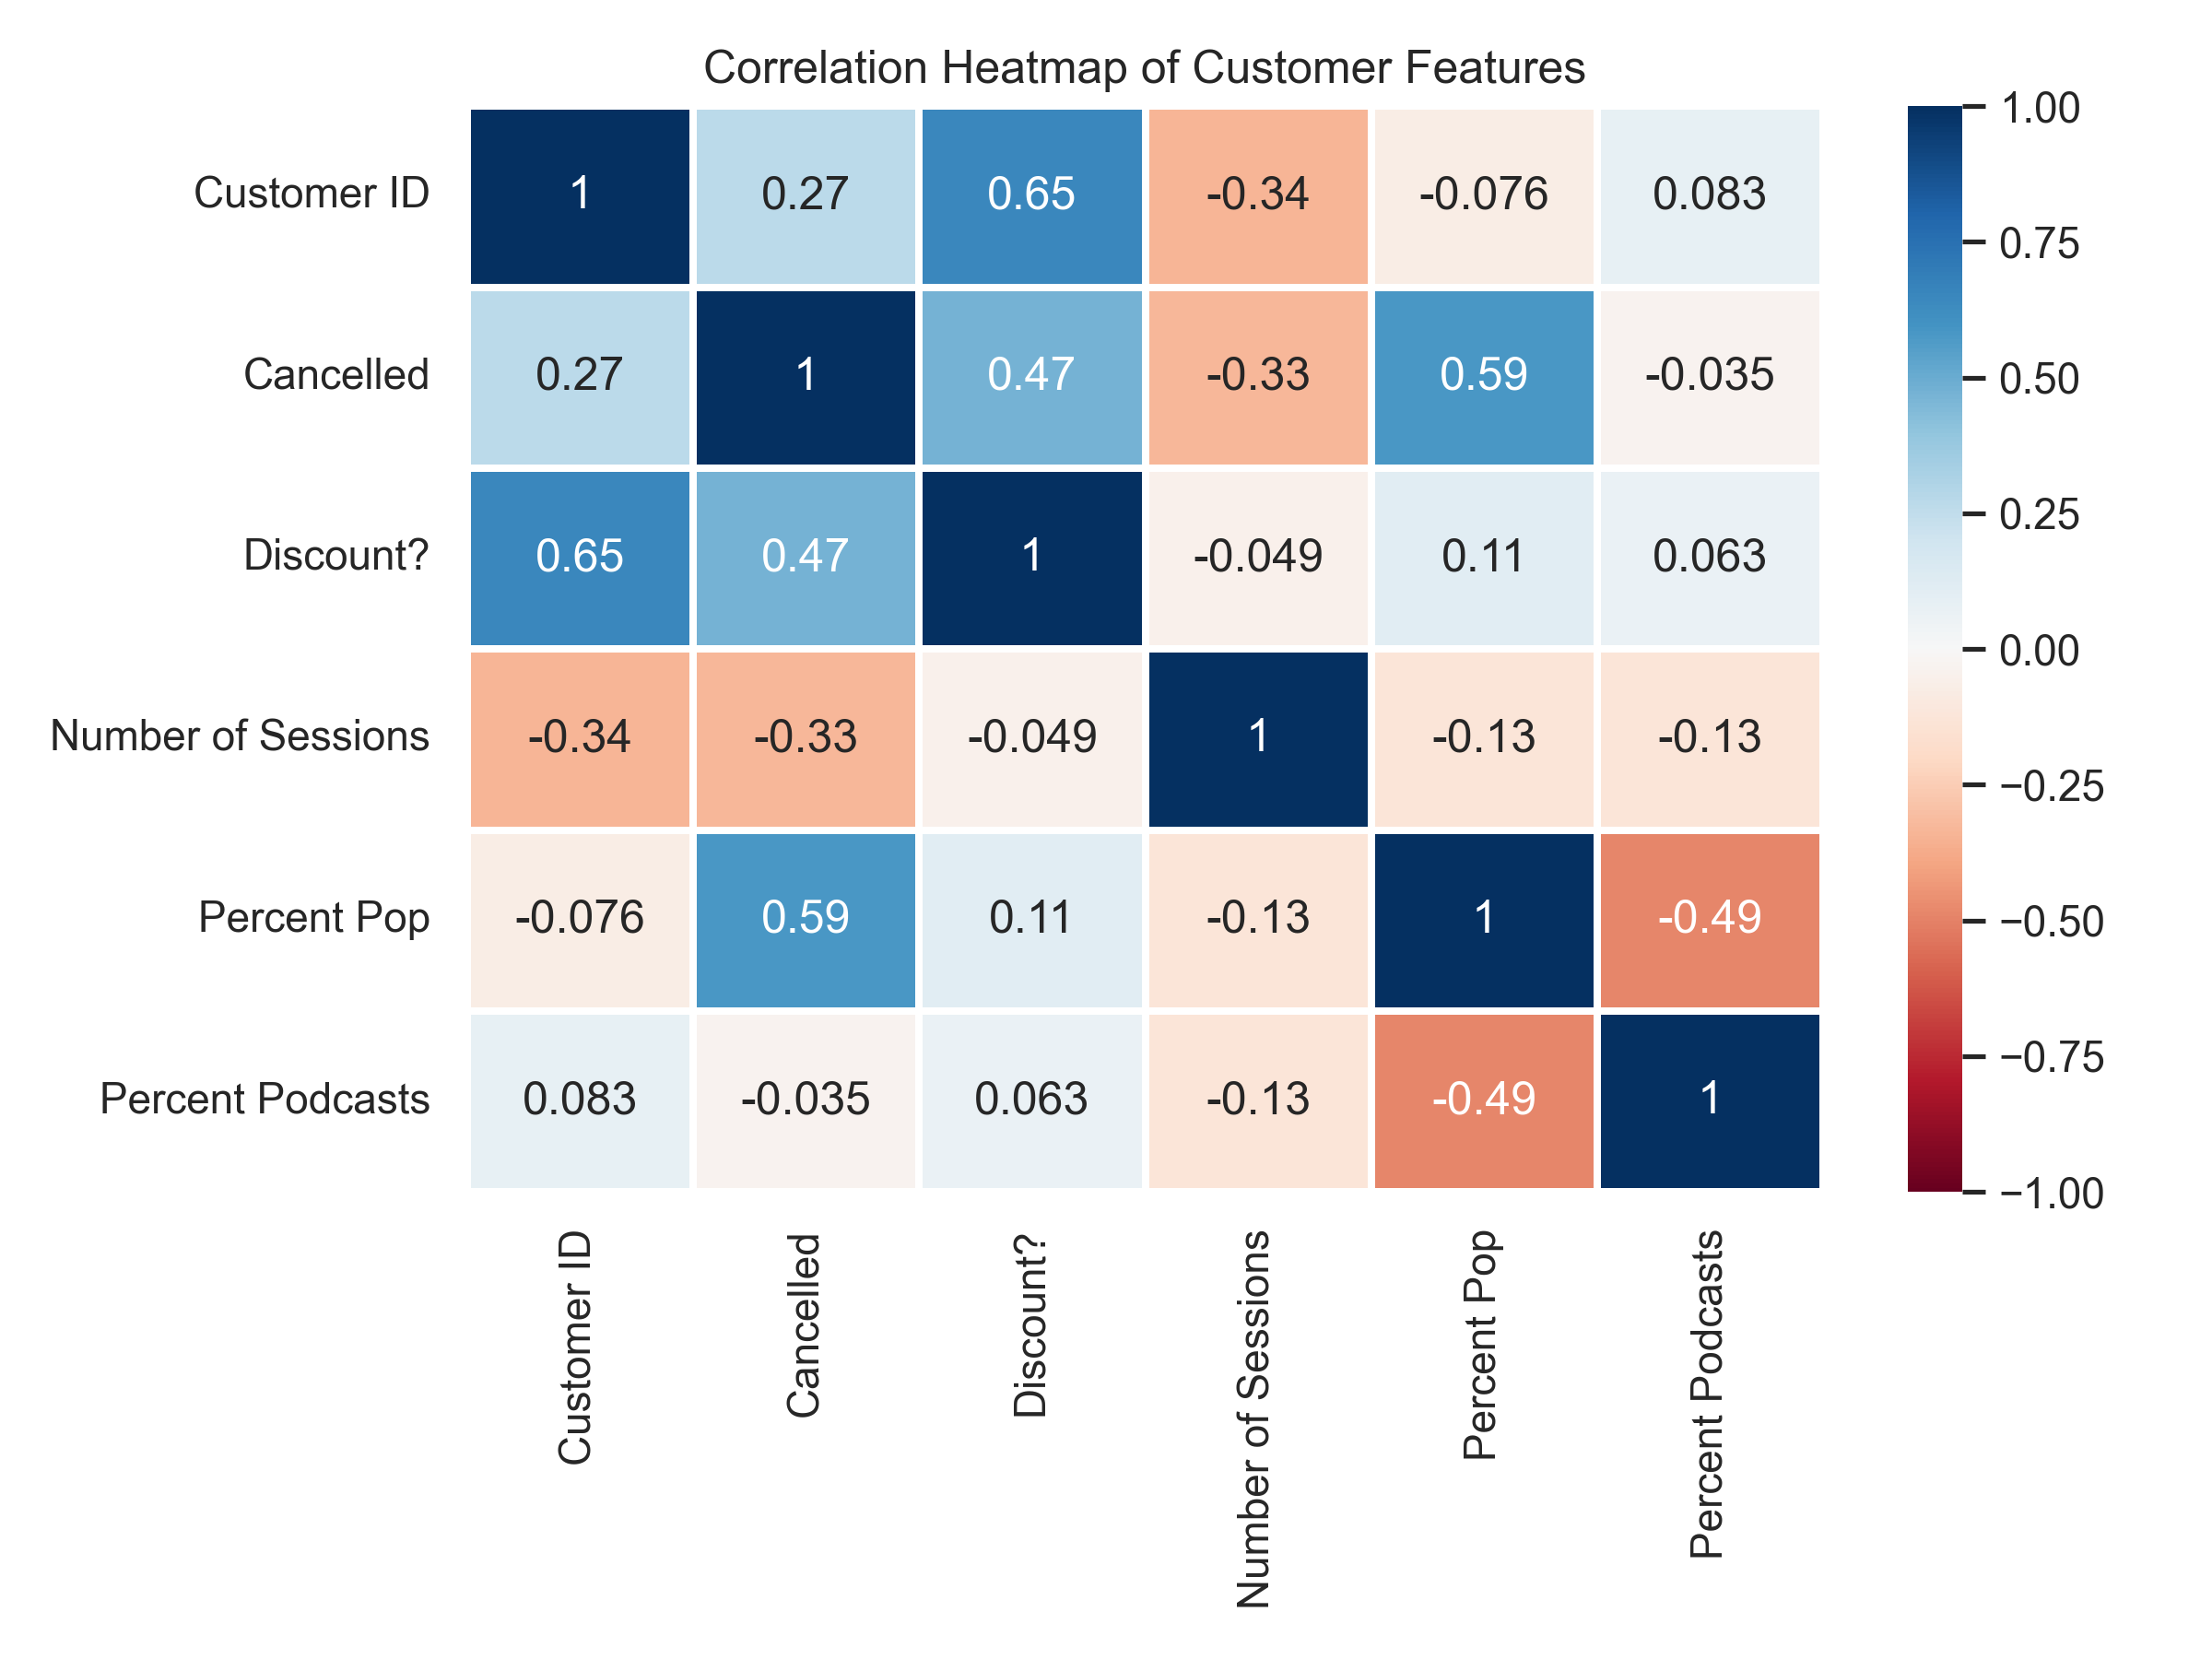 Correlation Heatmap of Customer Features
Customer ID 1 0.27 0.65 -0.34 -0.076 0.083
Cancelled 0.27 1 0.47 -0.33 0.59 -0.035
Discount? 0.65 0.47 1 -0.049 0.11 0.063
Number of Sessions -0.34 -0.33 -0.049 1 -0.13 -0.13
Percent Pop -0.076 0.59 0.11 -0.13 1 -0.49
Percent Podcasts 0.083 -0.035 0.063 -0.13 -0.49 1
Customer ID
Cancelled
Discount?
Number of Sessions
Percent Pop
Percent Podcasts
1.00
0.75
0.50
0.25
0.00
−0.25
−0.50
−0.75
−1.00